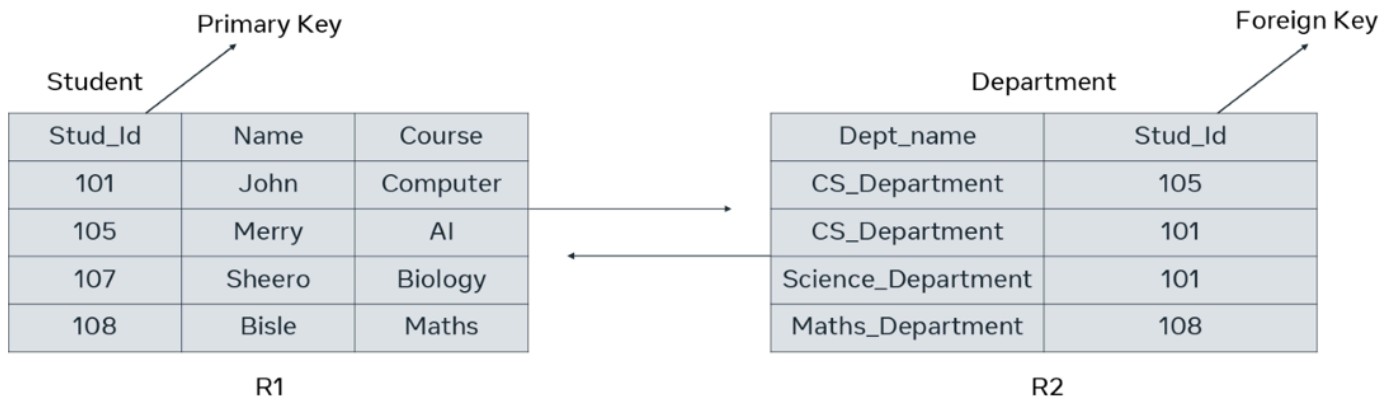 Primary Key
Foreign Key
Student
Department
Stud_Id Name Course
101 John Computer
105 Merry AI
107 Sheero Biology
108 Bisle Maths
R1
Dept_name Stud_Id
CS_Department 105
CS_Department 101
Science_Department 101
Maths_Department 108
R2